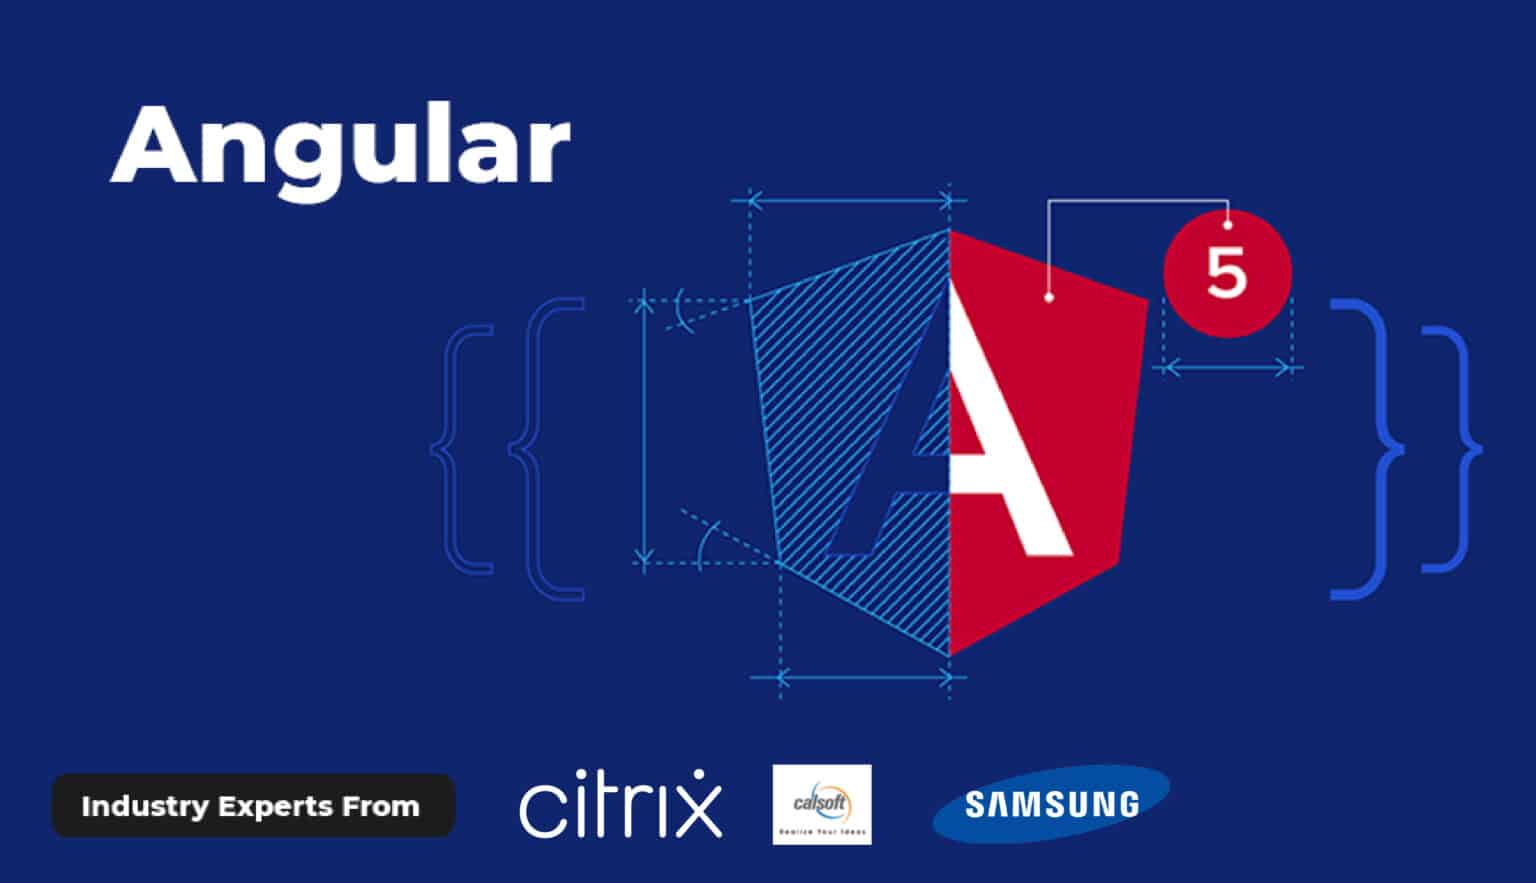 Angular
5
A
Industry Experts From
citrix
calsoft
Realize Your Ideas
SAMSUNG